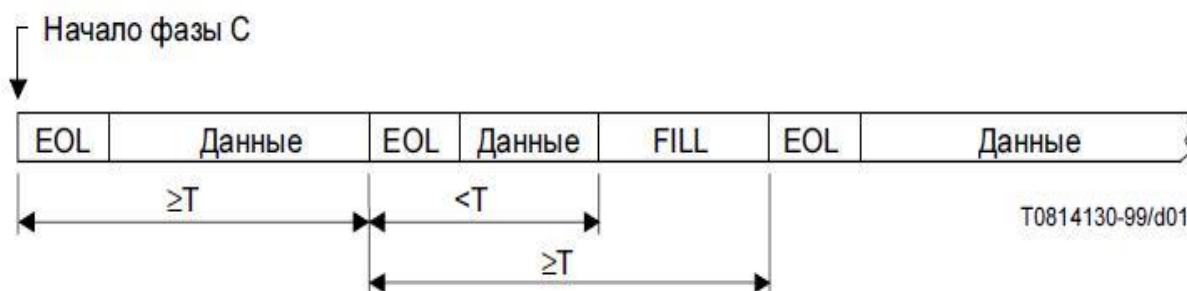 Начало фазы C
EOL Данные EOL Данные FILL EOL Данные
≥T <T
T0814130-99/d01
≥T